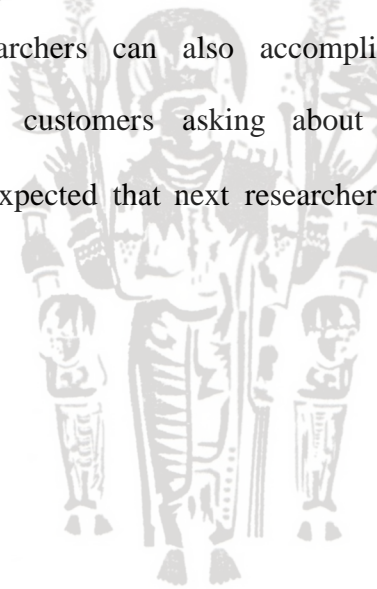 archers can also accompli
customers asking about
xpected that next researcher